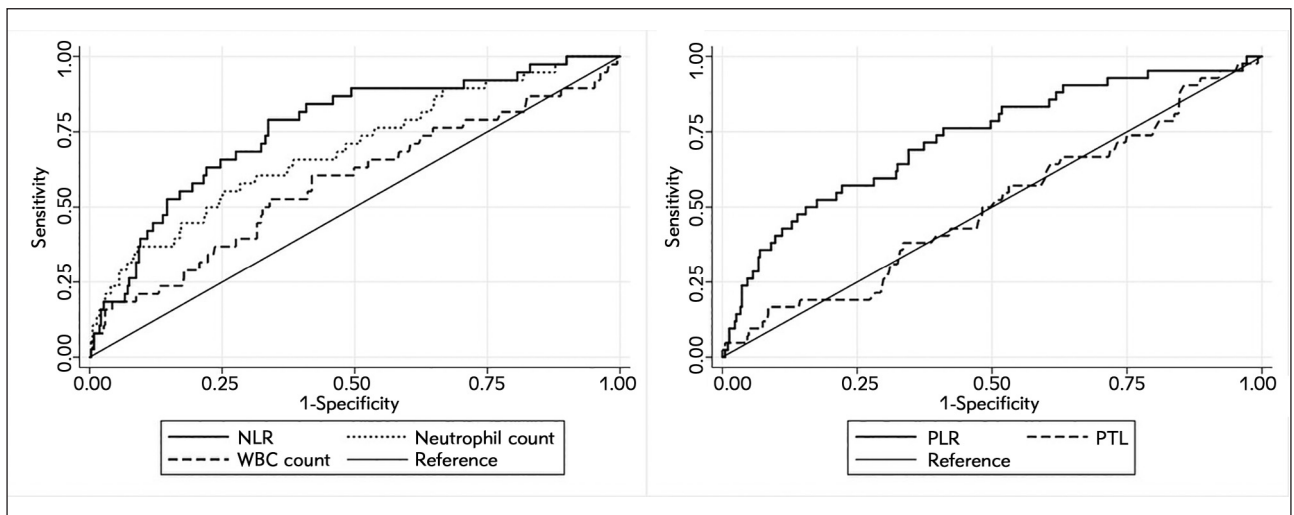 1.00
0.75
0.50
0.25
0.00
Sensitivity
0.00 0.25 0.50 0.75 1.00
1-Specificity
NLR Neutrophil count
WBC count Reference
1.00
0.75
0.50
0.25
0.00
Sensitivity
0.00 0.25 0.50 0.75 1.00
1-Specificity
PLR PTL
Reference